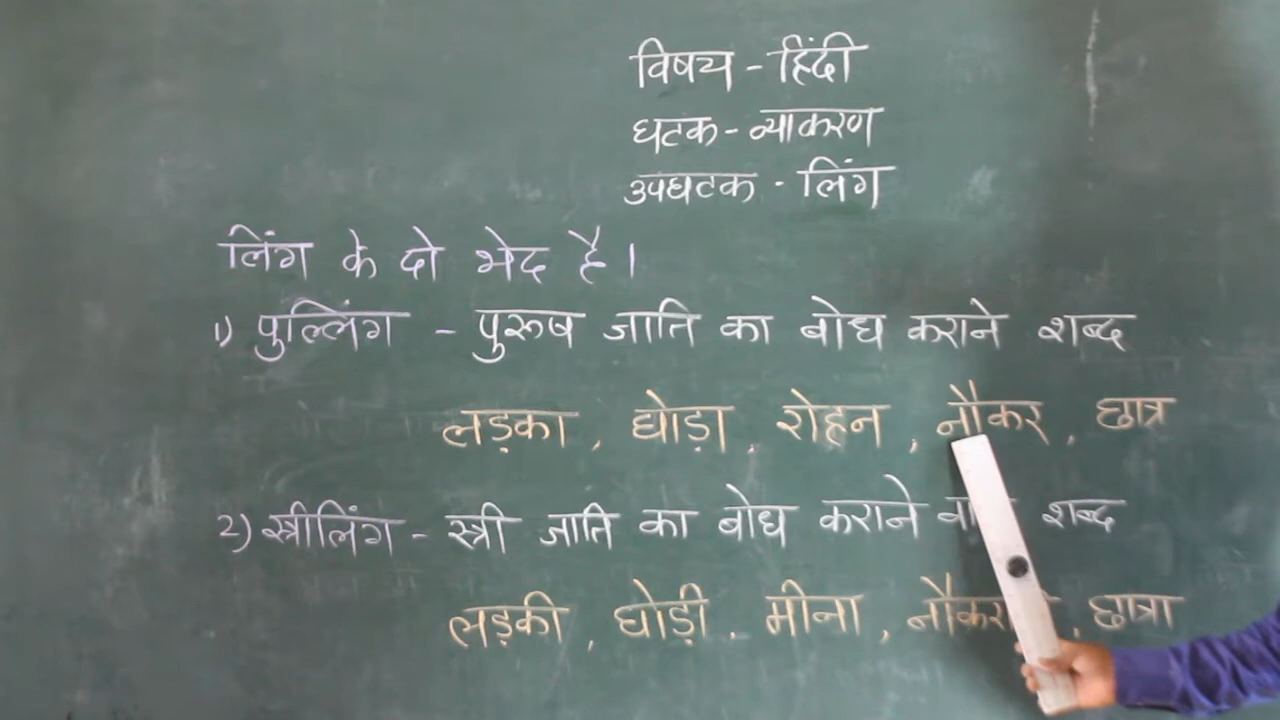 विषय - हिंदी
घटक - व्याकरण
उपघटक - लिंग
लिंग के दो भेद है।
1) पुल्लिंग - पुरूष जाति का बोध कराने शब्द
लड़का , घोड़ा , रोहन , नौकर , छात्र
2) स्त्रीलिंग - स्त्री जाति का बोध कराने शब्द
लड़की , घोड़ी , मीना , छात्रा